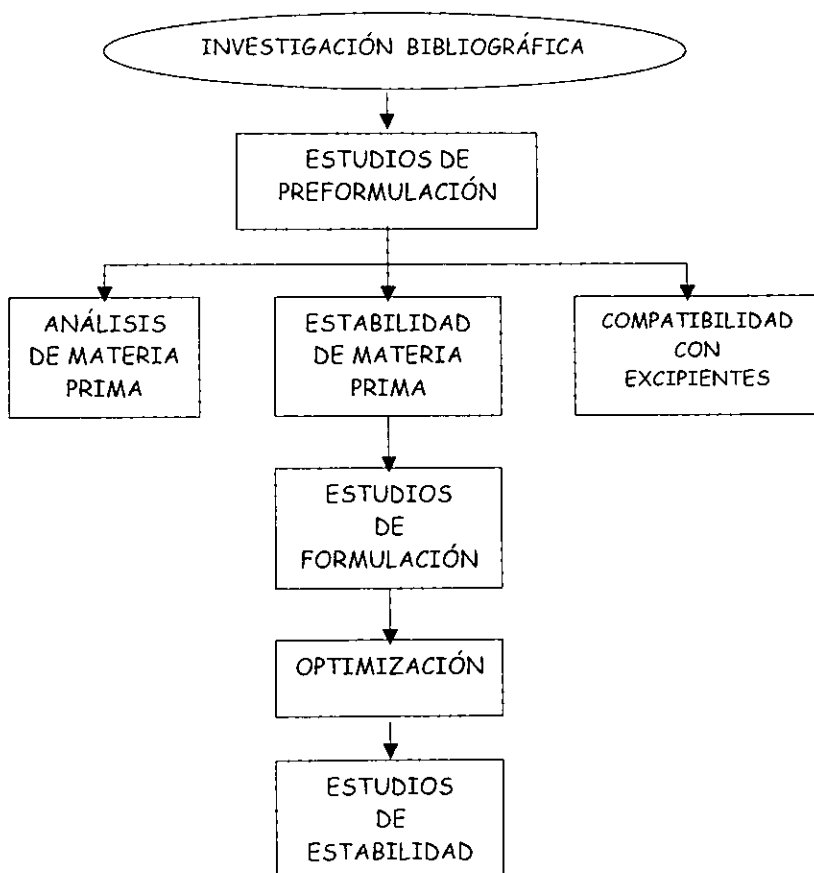 INVESTIGACIÓN BIBLIOGRÁFICA
ESTUDIOS DE
PREFORMULACIÓN
ANÁLISIS
DE MATERIA
PRIMA
ESTABILIDAD
DE MATERIA
PRIMA
COMPATIBILIDAD
CON
EXCIPIENTES
ESTUDIOS
DE
FORMULACIÓN
OPTIMIZACIÓN
ESTUDIOS
DE
ESTABILIDAD